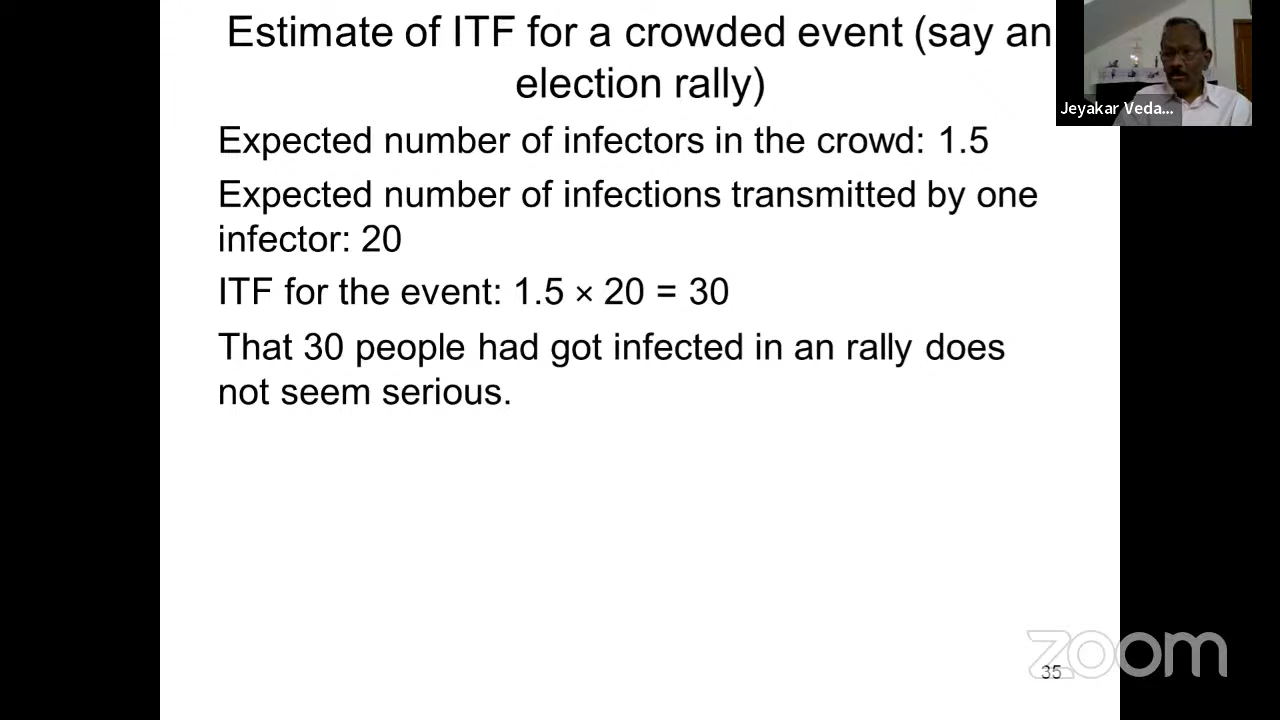 Estimate of ITF for a crowded event (say an
election rally)
Jeyakar Veda...
Expected number of infectors in the crowd: 1.5
Expected number of infections transmitted by one
infector: 20
ITF for the event: 1.5 × 20 = 30
That 30 people had got infected in an rally does
not seem serious.
zoom
35